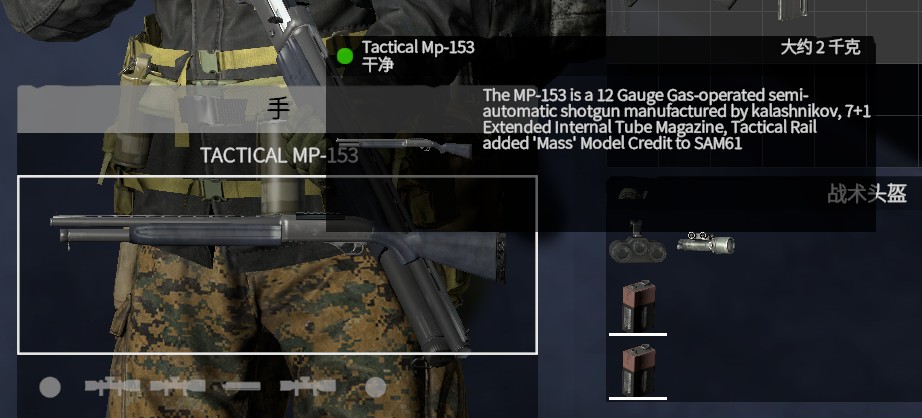 Tactical Mp-153
大约 2 千克
干净
The MP-153 is a 12 Gauge Gas-operated semi-
automatic shotgun manufactured by kalashnikov, 7+1
Extended Internal Tube Magazine, Tactical Rail
added 'Mass' Model Credit to SAM61
手
TACTICAL MP-153
战术头盔